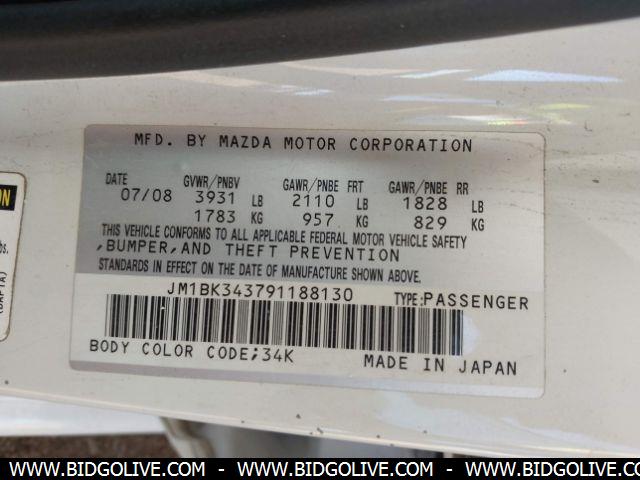 MFD. BY MAZDA MOTOR CORPORATION
DATE GVWR/PNBV GAWR/PNBE FRT GAWR/PNBE RR
07/08 3931 LB 2110 LB 1828 LB
1783 KG 957 KG 829 KG
THIS VEHICLE CONFORMS TO ALL APPLICABLE FEDERAL MOTOR VEHICLE SAFETY
,BUMPER,AND THEFT PREVENTION
STANDARDS IN EFFECT ON THE DATE OF MANUFACTURE SHOWN ABOVE.
JM1BK343791188130 TYPE:PASSENGER
BODY COLOR CODE;34K MADE IN JAPAN
ON
lbs.
(BAP1A)
WWW.BIDGOLIVE.COM - WWW.BIDGOLIVE.COM - WWW.BIDGOLIVE.COM